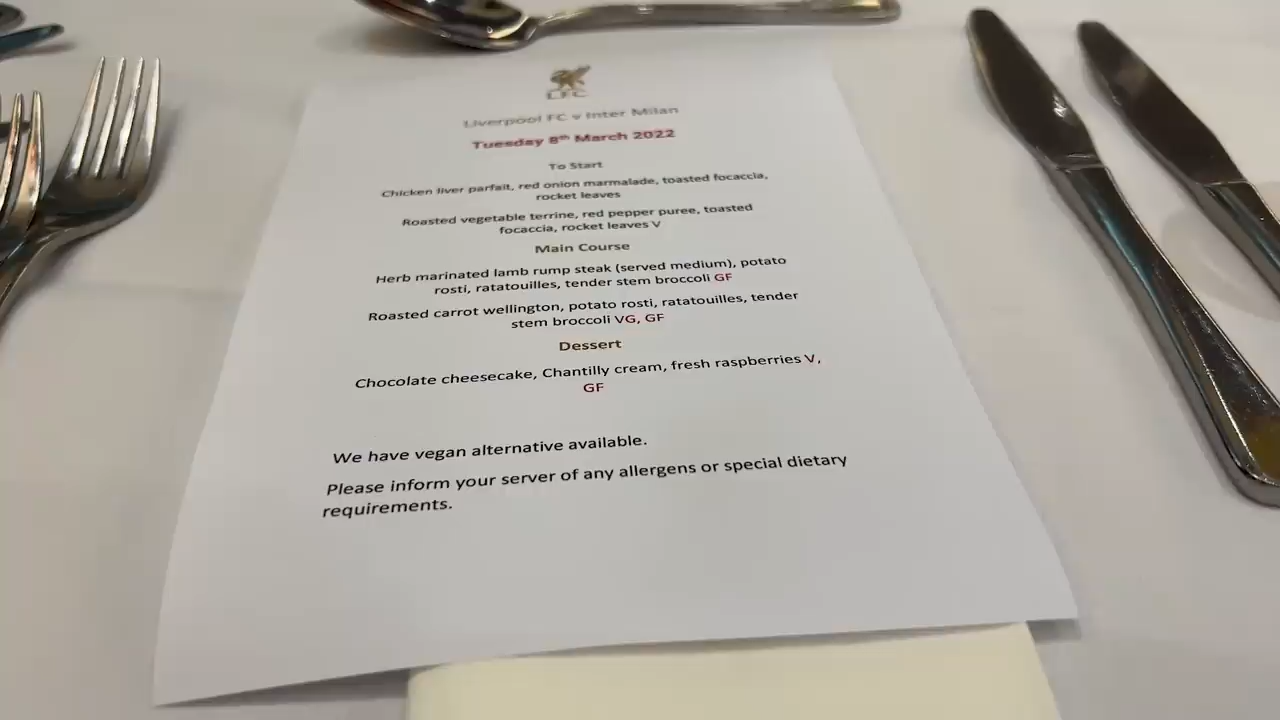 LFC
Liverpool FC v Inter Milan
Tuesday 8th March 2022
To Start
Chicken liver parfait, red onion marmalade, toasted focaccia,
rocket leaves
Roasted vegetable terrine, red pepper puree, toasted
focaccia, rocket leaves V
Main Course
Herb marinated lamb rump steak (served medium), potato
rosti, ratatouilles, tender stem broccoli GF
Roasted carrot wellington, potato rosti, ratatouilles, tender
stem broccoli VG, GF
Dessert
Chocolate cheesecake, Chantilly cream, fresh raspberries V,
GF
We have vegan alternative available.
Please inform your server of any allergens or special dietary
requirements.